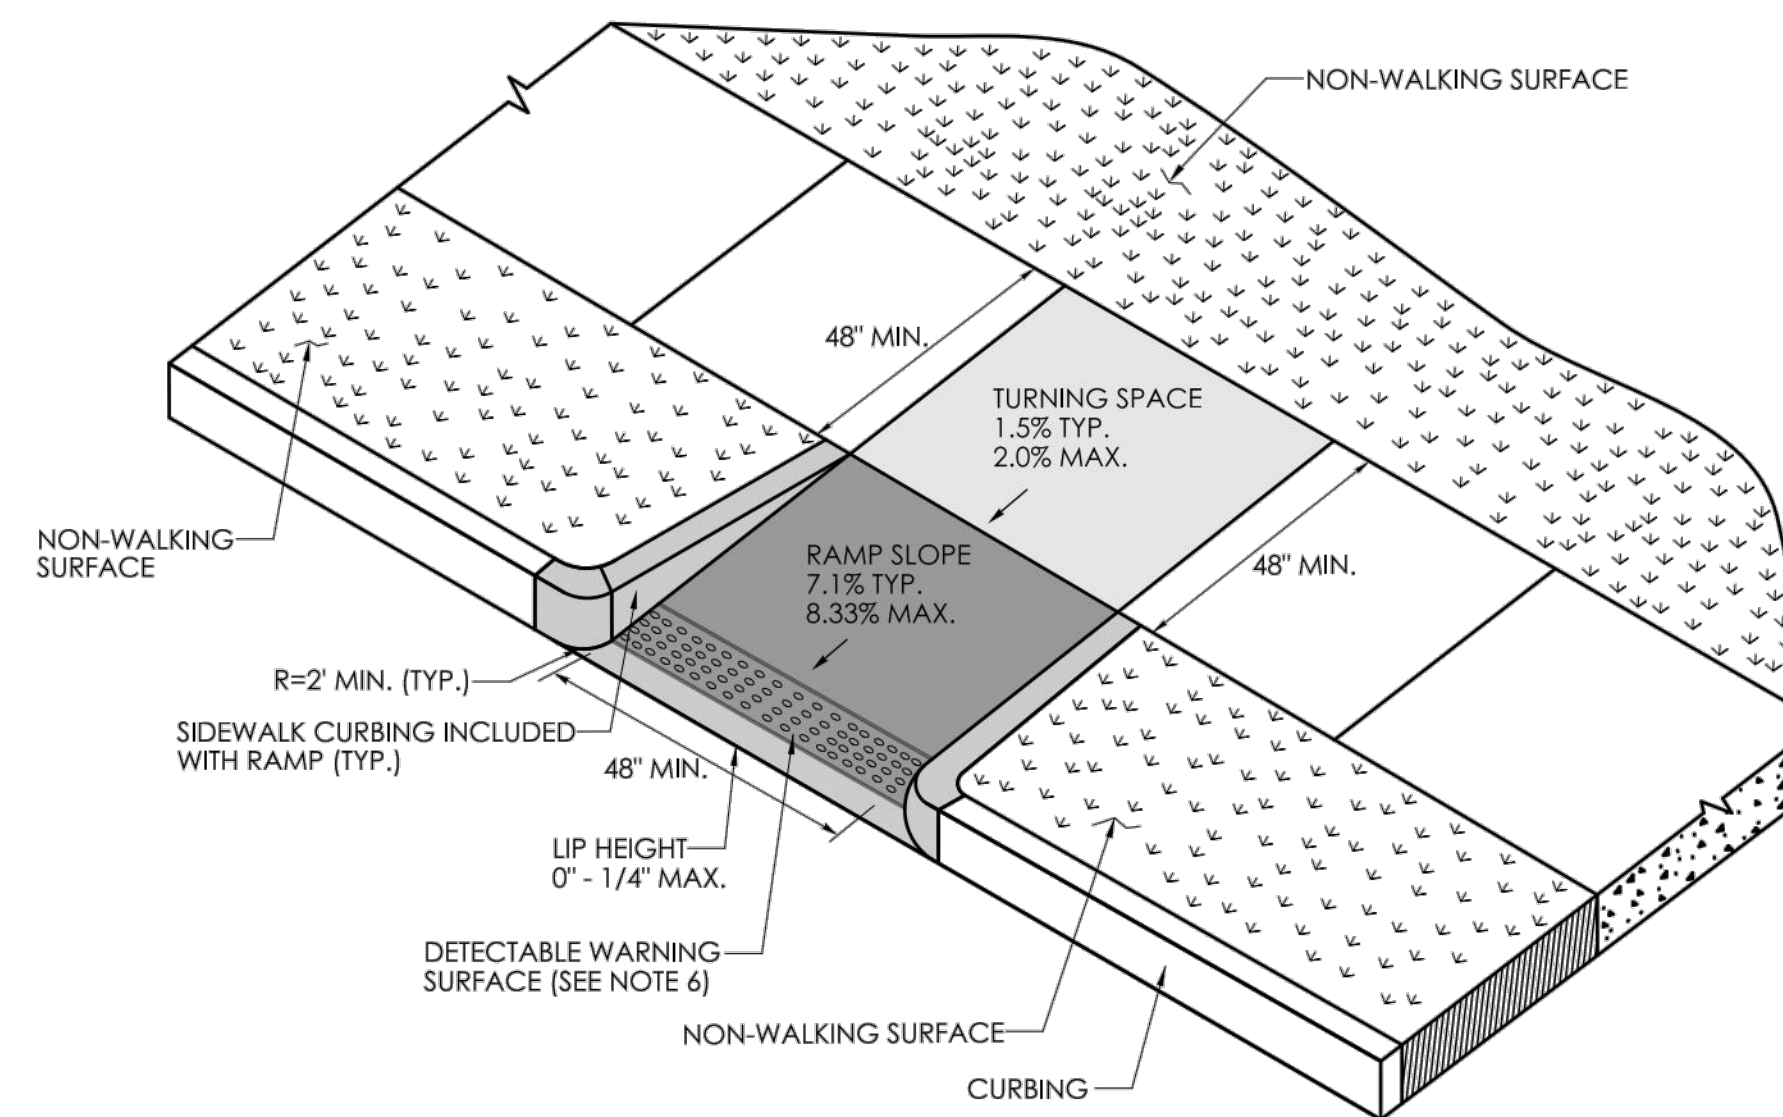 NON-WALKING SURFACE
48" MIN.
TURNING SPACE
1.5% TYP.
2.0% MAX.
NON-WALKING
SURFACE
RAMP SLOPE
7.1% TYP.
8.33% MAX.
48" MIN.
R=2' MIN. (TYP.)
SIDEWALK CURBING INCLUDED
WITH RAMP (TYP.)
48" MIN.
LIP HEIGHT
0" - 1/4" MAX.
DETECTABLE WARNING
SURFACE (SEE NOTE 6)
NON-WALKING SURFACE
CURBING